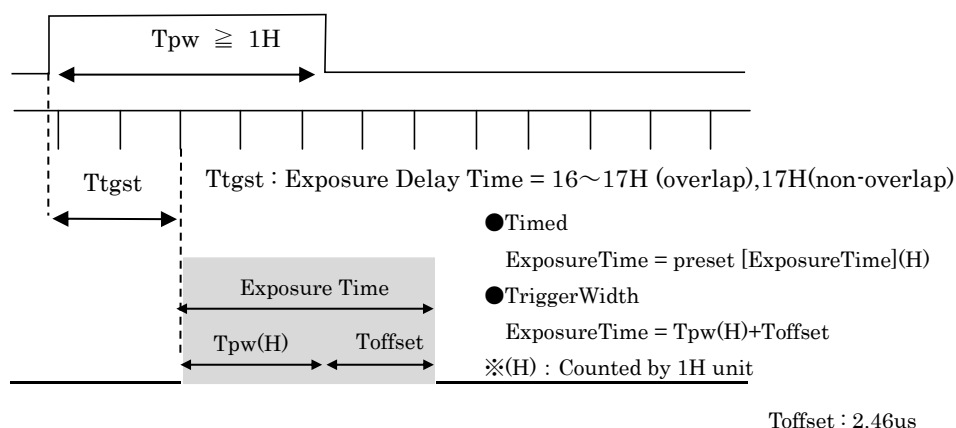 Tpw ≧ 1H
Ttgst
Ttgst : Exposure Delay Time = 16～17H (overlap),17H(non-overlap)
●Timed
ExposureTime = preset [ExposureTime](H)
●TriggerWidth
ExposureTime = Tpw(H)+Toffset
※(H) : Counted by 1H unit
Exposure Time
Tpw(H)
Toffset
Toffset : 2.46us